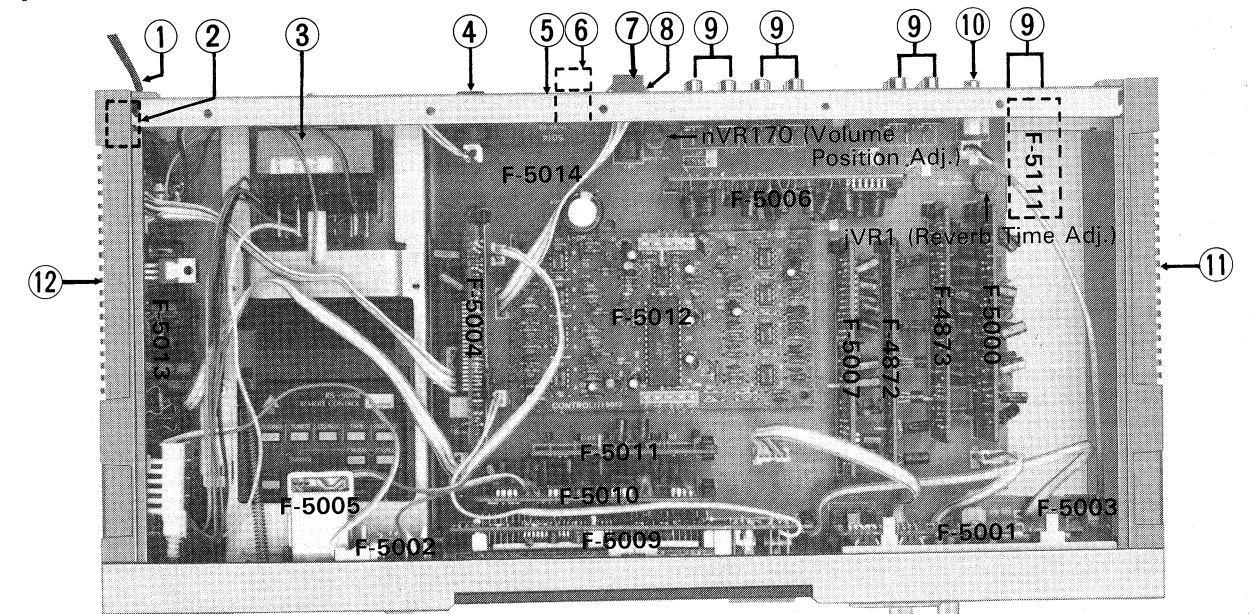 ① ② ③ ④ ⑤ ⑥ ⑦ ⑧ ⑨ ⑨ ⑨ ⑩ ⑨
nVR170 (Volume
Position Adj.)
F-5111
F-5014
F-5006
jVR1 (Reverb Time Adj.)
⑫
⑪
F-5013
F-5004
F-5012
F-5007
F-4872
F-4873
F-5000
REMOTE CONTROL
F-5011
F-5010
F-5005
F-5003
F-5001
F-5002
F-5009